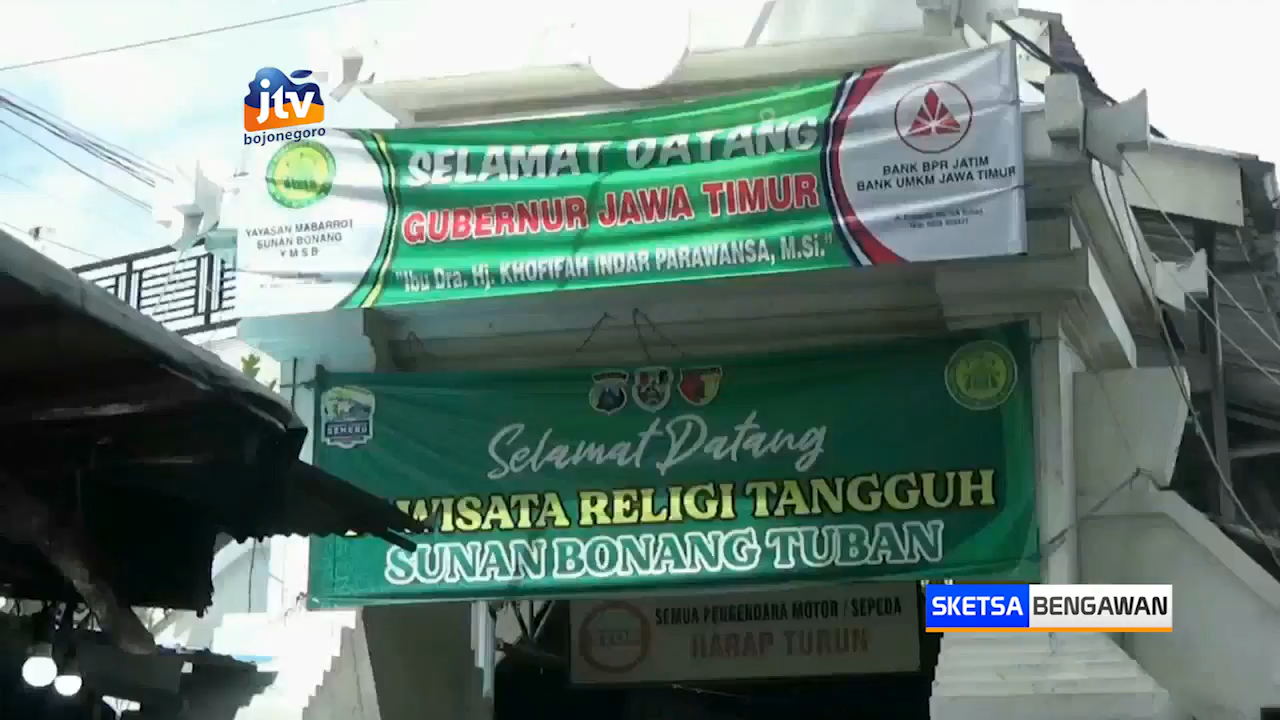 jtv
bojonegoro
SELAMAT DATANG
GUBERNUR JAWA TIMUR
"Ibu Dra. Hj. KHOFIFAH INDAR PARAWANSA, M.Si."
YAYASAN MABARROT
SUNAN BONANG
Y M S B
BANK BPR JATIM
BANK UMKM JAWA TIMUR
SEMERU
Selamat Datang
WISATA RELIGI TANGGUH
SUNAN BONANG TUBAN
SEMUA PENGENDARA MOTOR / SEPEDA
HARAP TURUN
SKETSA BENGAWAN